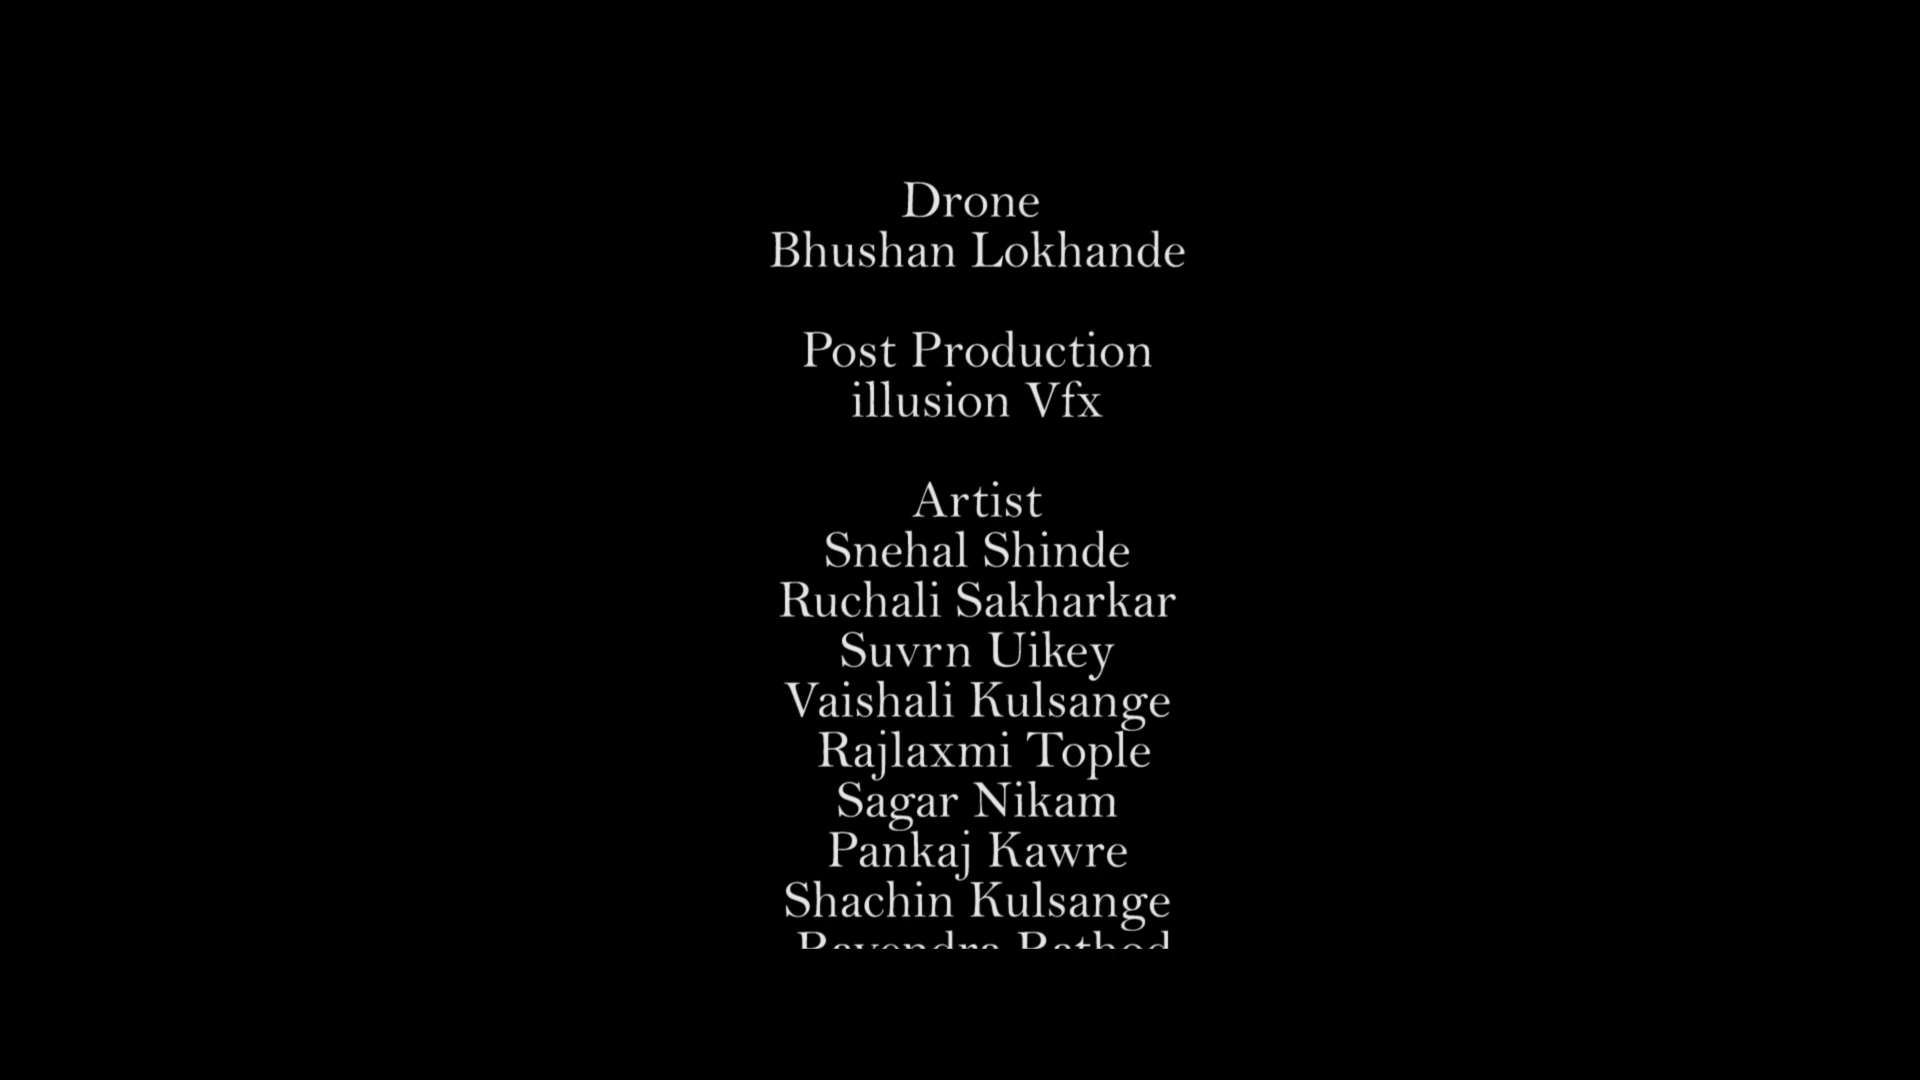 Drone
Bhushan Lokhande
Post Production
illusion Vfx
Artist
Snehal Shinde
Ruchali Sakharkar
Suvrn Uikey
Vaishali Kulsange
Rajlaxmi Tople
Sagar Nikam
Pankaj Kawre
Shachin Kulsange
Rathod